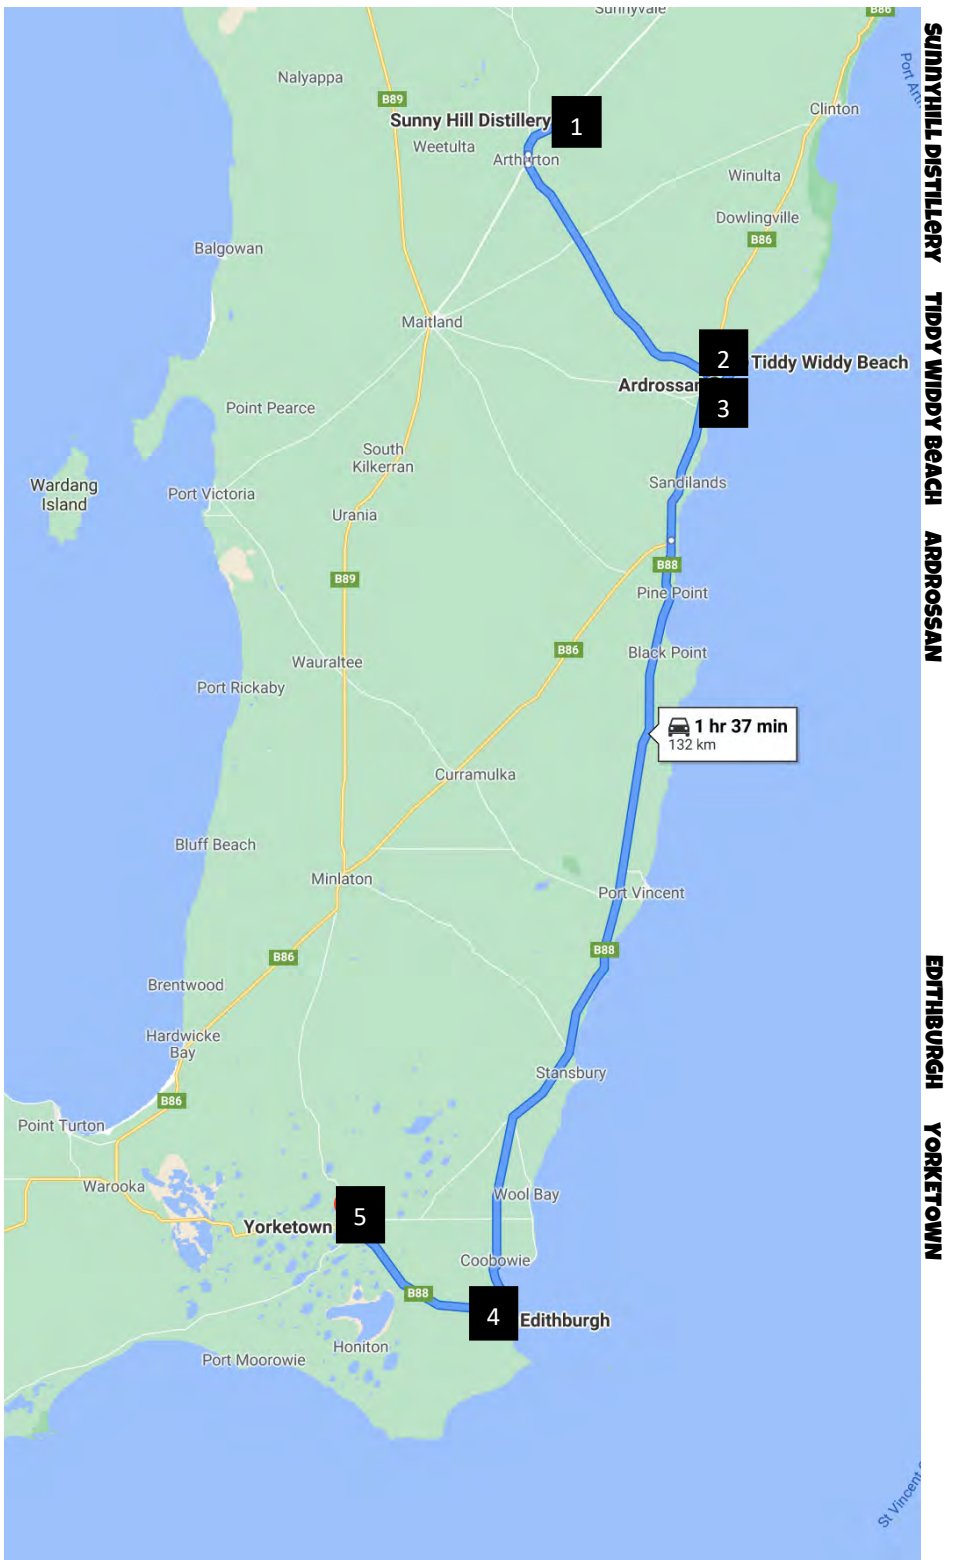 Sunnyvale
B86
Nalyappa
B89
Clinton
Sunny Hill Distillery
1
Weetulta
Arthurton
Winulta
Dowlingville
B86
Balgowan
Maitland
2
Tiddy Widdy Beach
Ardrossan
3
Point Pearce
South
Kilkerran
Wardang
Island
Port Victoria
Sandilands
Urania
B88
B89
Pine Point
B86
Black Point
Wauraltee
Port Rickaby
1 hr 37 min
132 km
Curramulka
Bluff Beach
Minlaton
Port Vincent
B88
B86
Brentwood
Hardwicke
Bay
Stansbury
B86
Point Turton
Warooka
Wool Bay
5
Yorketown
Coobowie
B88
4
Edithburgh
Honiton
Port Moorowie
St Vincent
SUNNYHILL DISTILLERY
TIDDY WIDDY BEACH
ARDROSSAN
EDITHBURGH
YORKETOWN